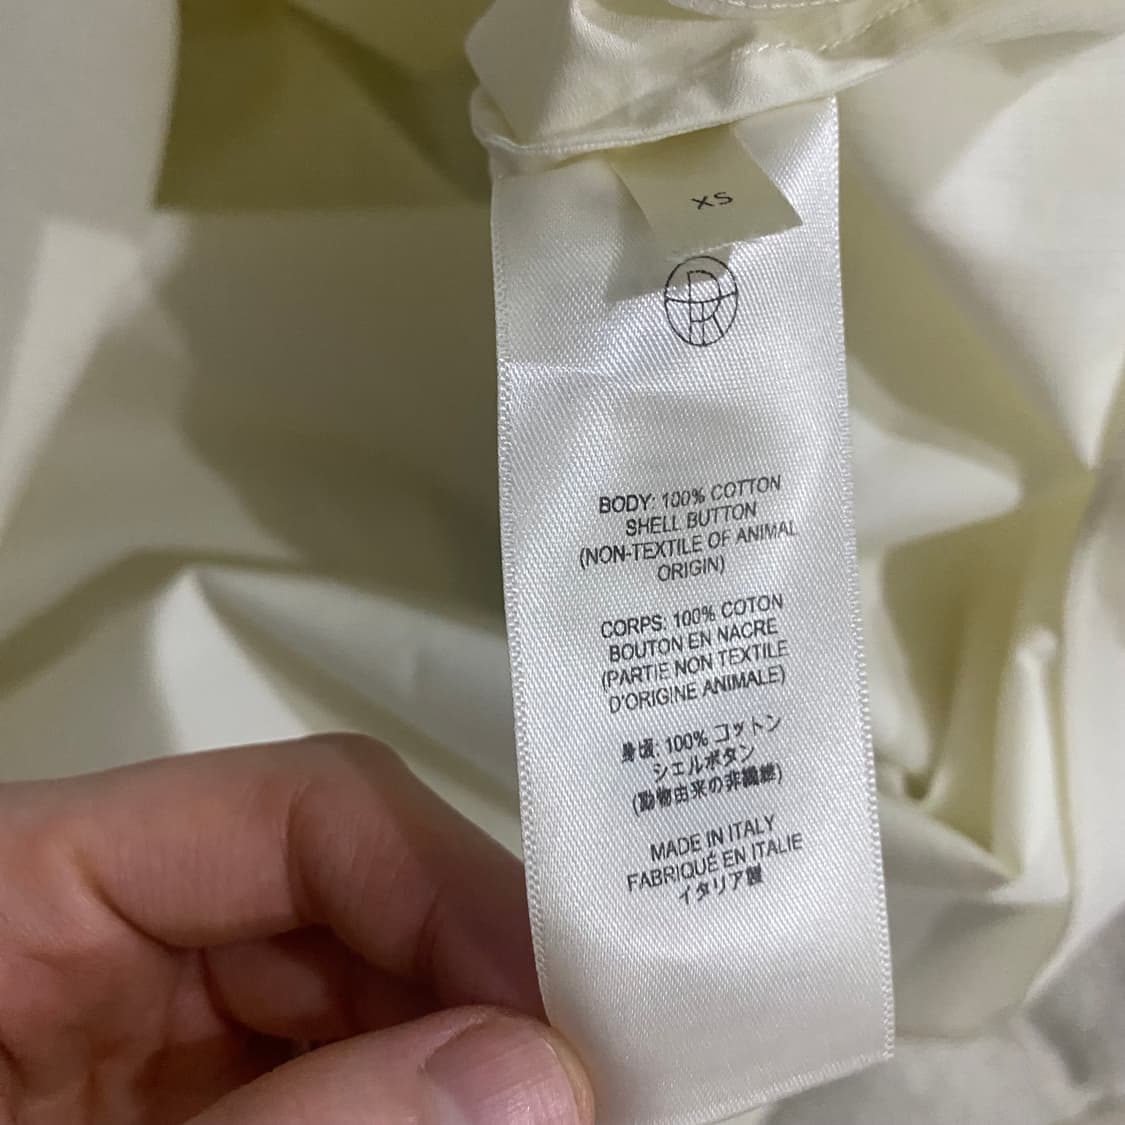 XS
BODY: 100% COTTON
SHELL BUTTON
(NON-TEXTILE OF ANIMAL
ORIGIN)
CORPS: 100% COTON
BOUTON EN NACRE
(PARTIE NON TEXTILE
D'ORIGINE ANIMALE)
身頃: 100% コットン
シェルボタン
(動物由来の非繊維)
MADE IN ITALY
FABRIQUÉ EN ITALIE
イタリア製